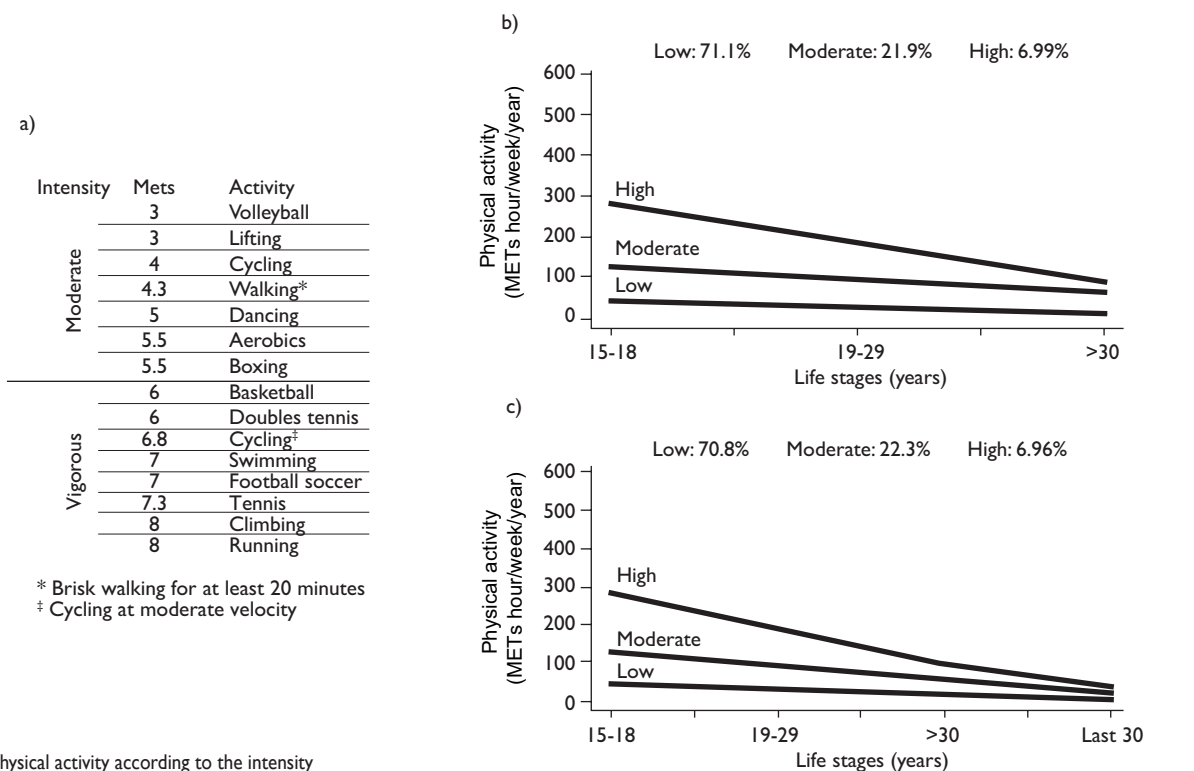 a)
Intensity Mets Activity
Moderate
3 Volleyball
3 Lifting
4 Cycling
4.3 Walking*
5 Dancing
5.5 Aerobics
5.5 Boxing
Vigorous
6 Basketball
6 Doubles tennis
6.8 Cycling‡
7 Swimming
7 Football soccer
7.3 Tennis
8 Climbing
8 Running
* Brisk walking for at least 20 minutes
‡ Cycling at moderate velocity
b)
Low: 71.1% Moderate: 21.9% High: 6.99%
Physical activity
(METs hour/week/year)
600
500
400
300
200
100
0
High
Moderate
Low
15-18 19-29 >30
Life stages (years)
c)
Low: 70.8% Moderate: 22.3% High: 6.96%
Physical activity
(METs hour/week/year)
600
500
400
300
200
100
0
High
Moderate
Low
15-18 19-29 >30 Last 30
Life stages (years)
hysical activity according to the intensity